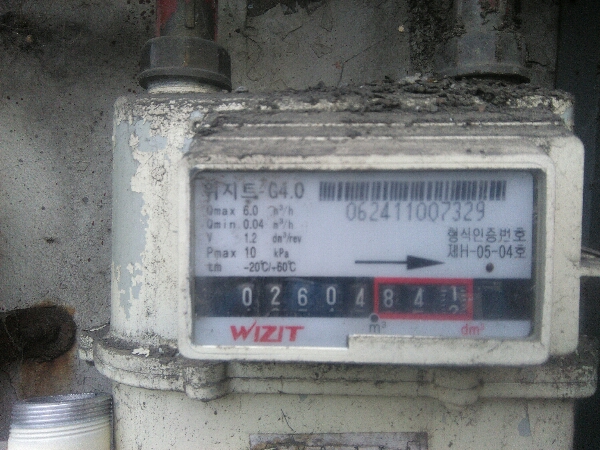 위지트 G4.0
062411007329
Qmax 6.0 m³/h
Qmin 0.04 m³/h
V 1.2 dm³/rev
Pmax 10 kPa
tm -20℃/-60℃
형식인증번호
제H-05-04호
02604841
m³
dm³
WIZIT